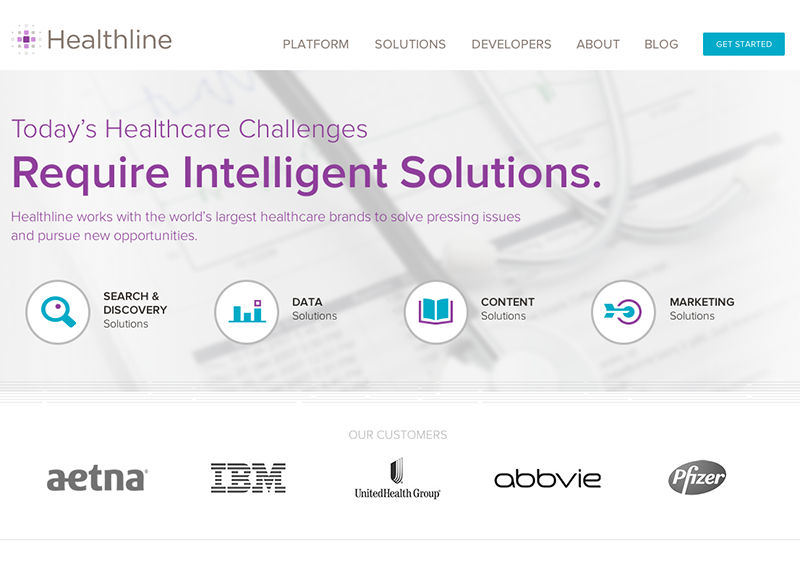 Healthline
PLATFORM SOLUTIONS DEVELOPERS ABOUT BLOG GET STARTED
Today's Healthcare Challenges
Require Intelligent Solutions.
Healthline works with the world's largest healthcare brands to solve pressing issues
and pursue new opportunities.
SEARCH &
DISCOVERY
Solutions
DATA
Solutions
CONTENT
Solutions
MARKETING
Solutions
OUR CUSTOMERS
aetna®
IBM
UnitedHealth Group®
abbvie
Pfizer